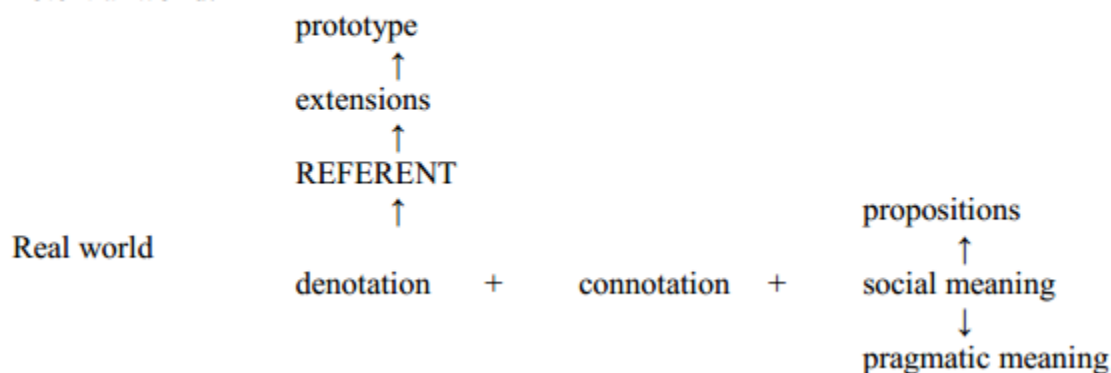 prototype
↑
extensions
↑
REFERENT
↑
propositions
Real world
↑
denotation + connotation + social meaning
↓
pragmatic meaning